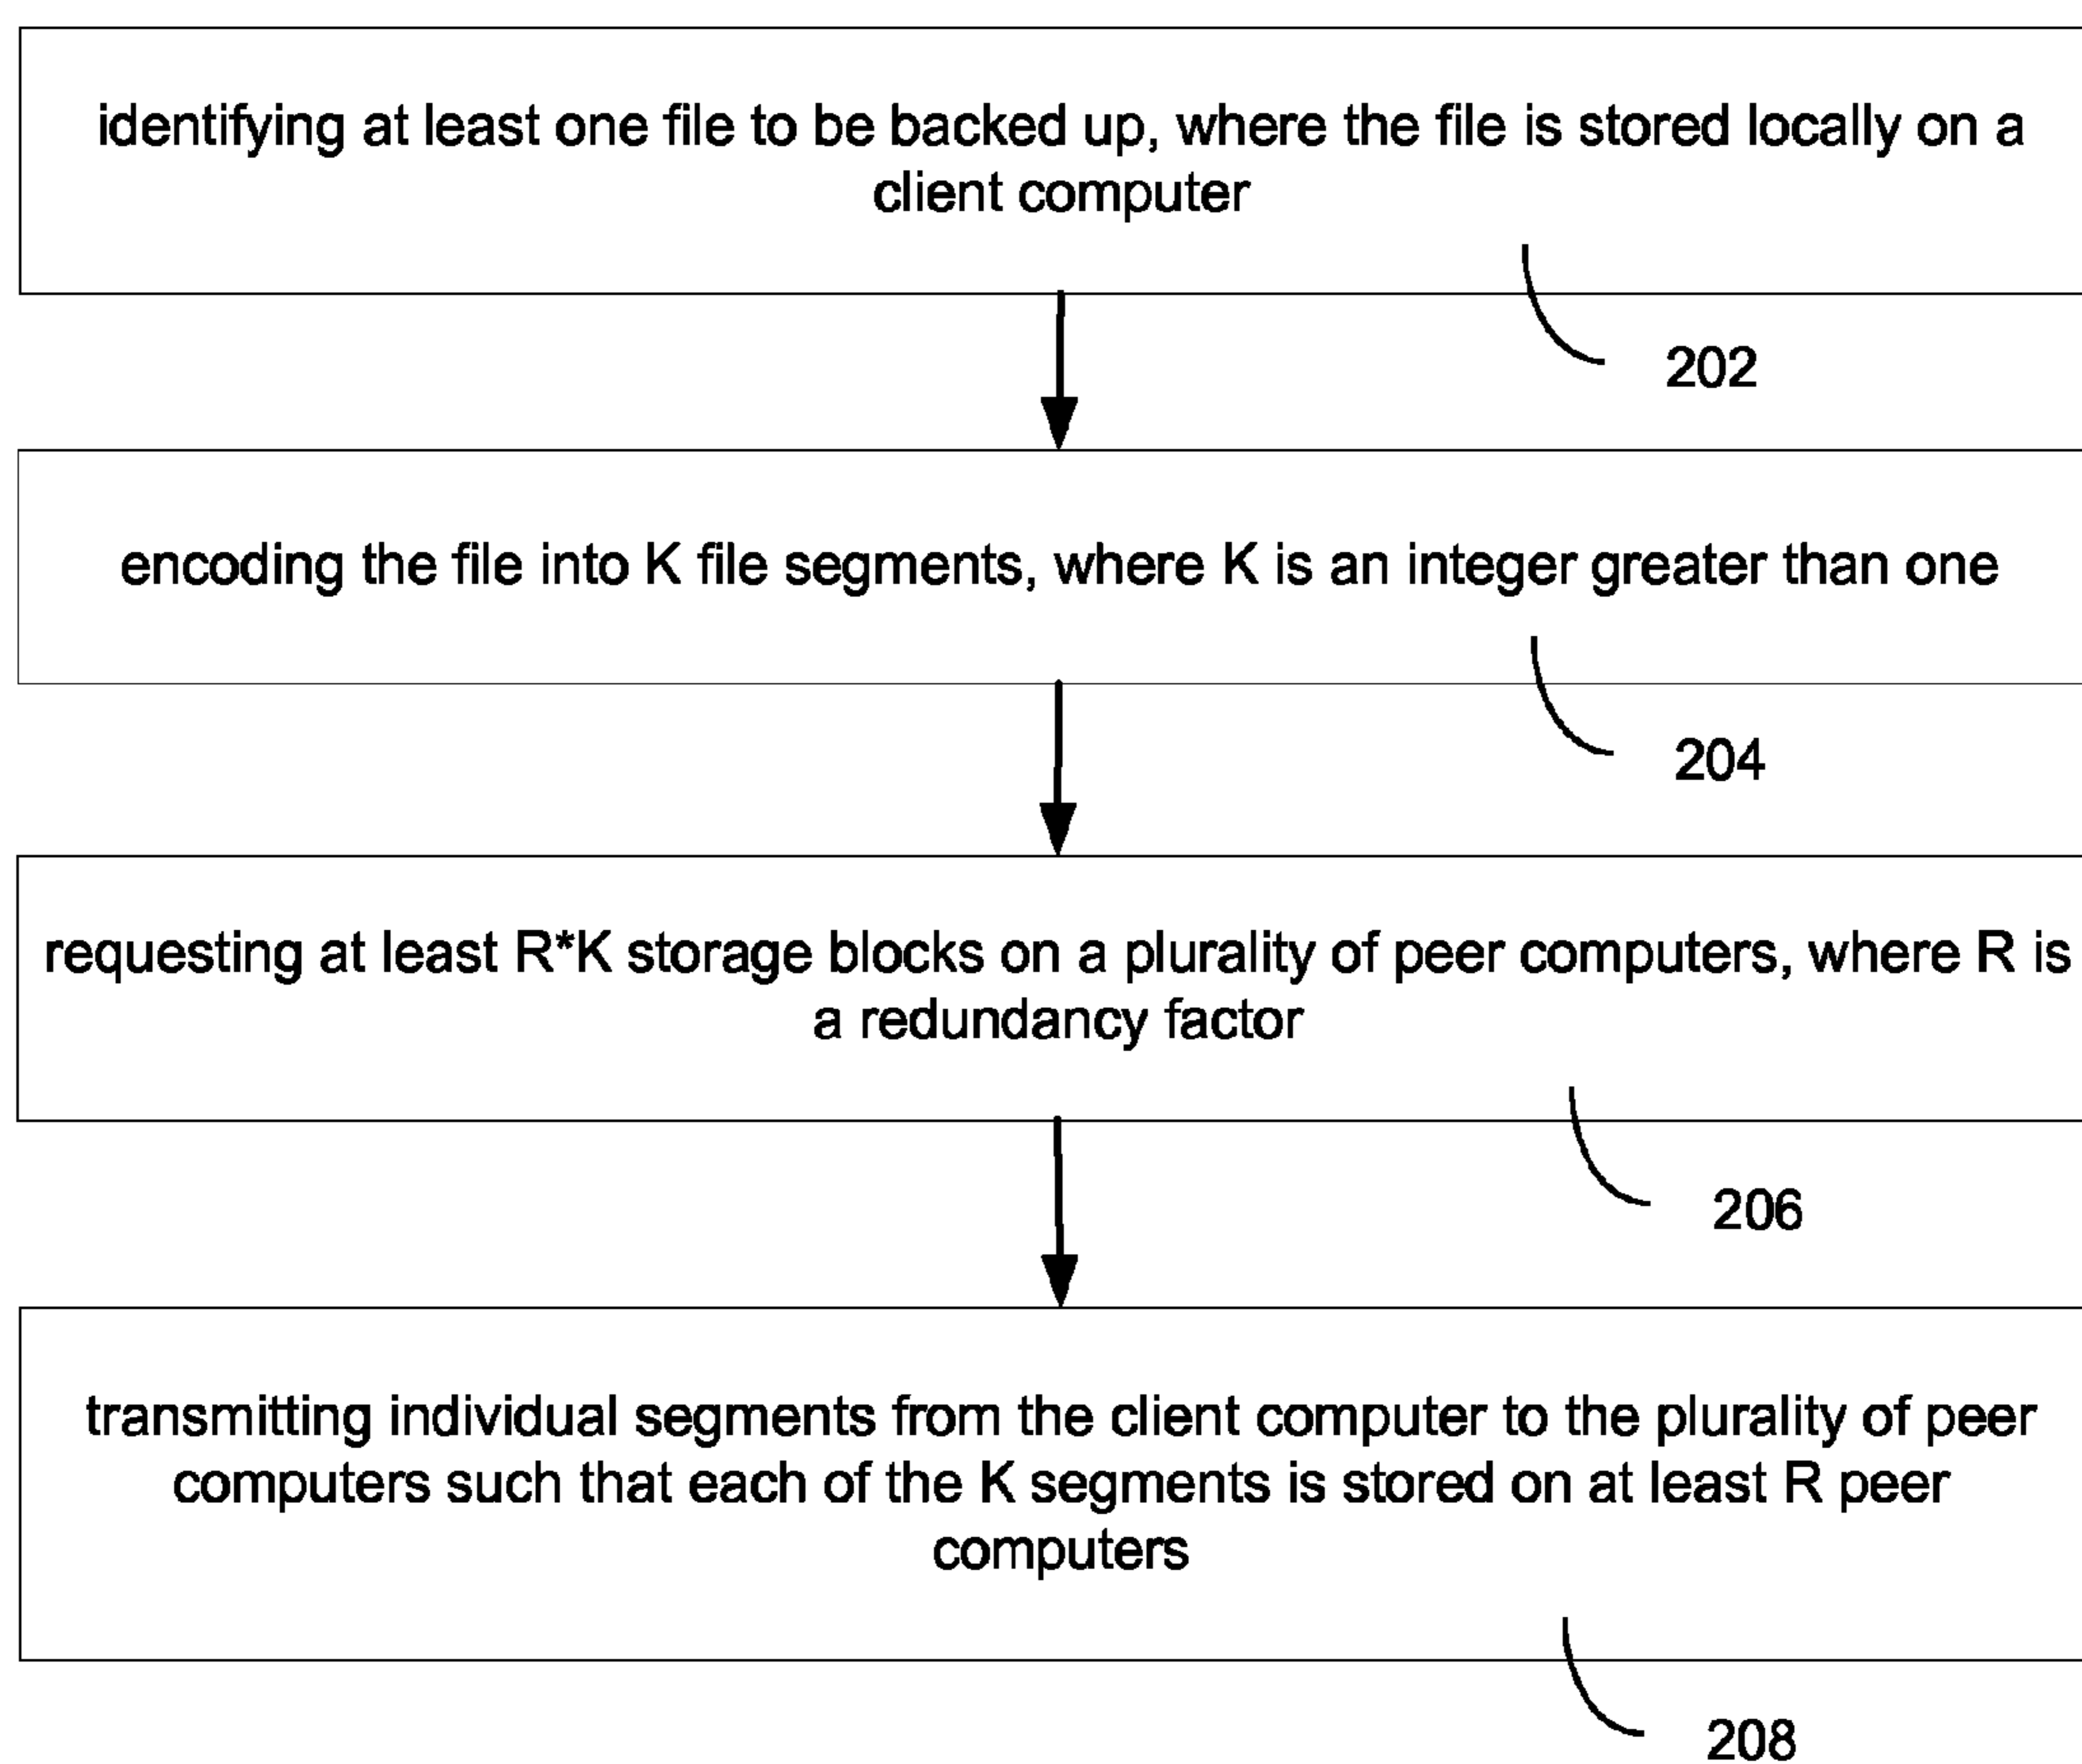 identifying at least one file to be backed up, where the file is stored locally on a
client computer
202
encoding the file into K file segments, where K is an integer greater than one
204
requesting at least R*K storage blocks on a plurality of peer computers, where R is
a redundancy factor
206
transmitting individual segments from the client computer to the plurality of peer
computers such that each of the K segments is stored on at least R peer
computers
208